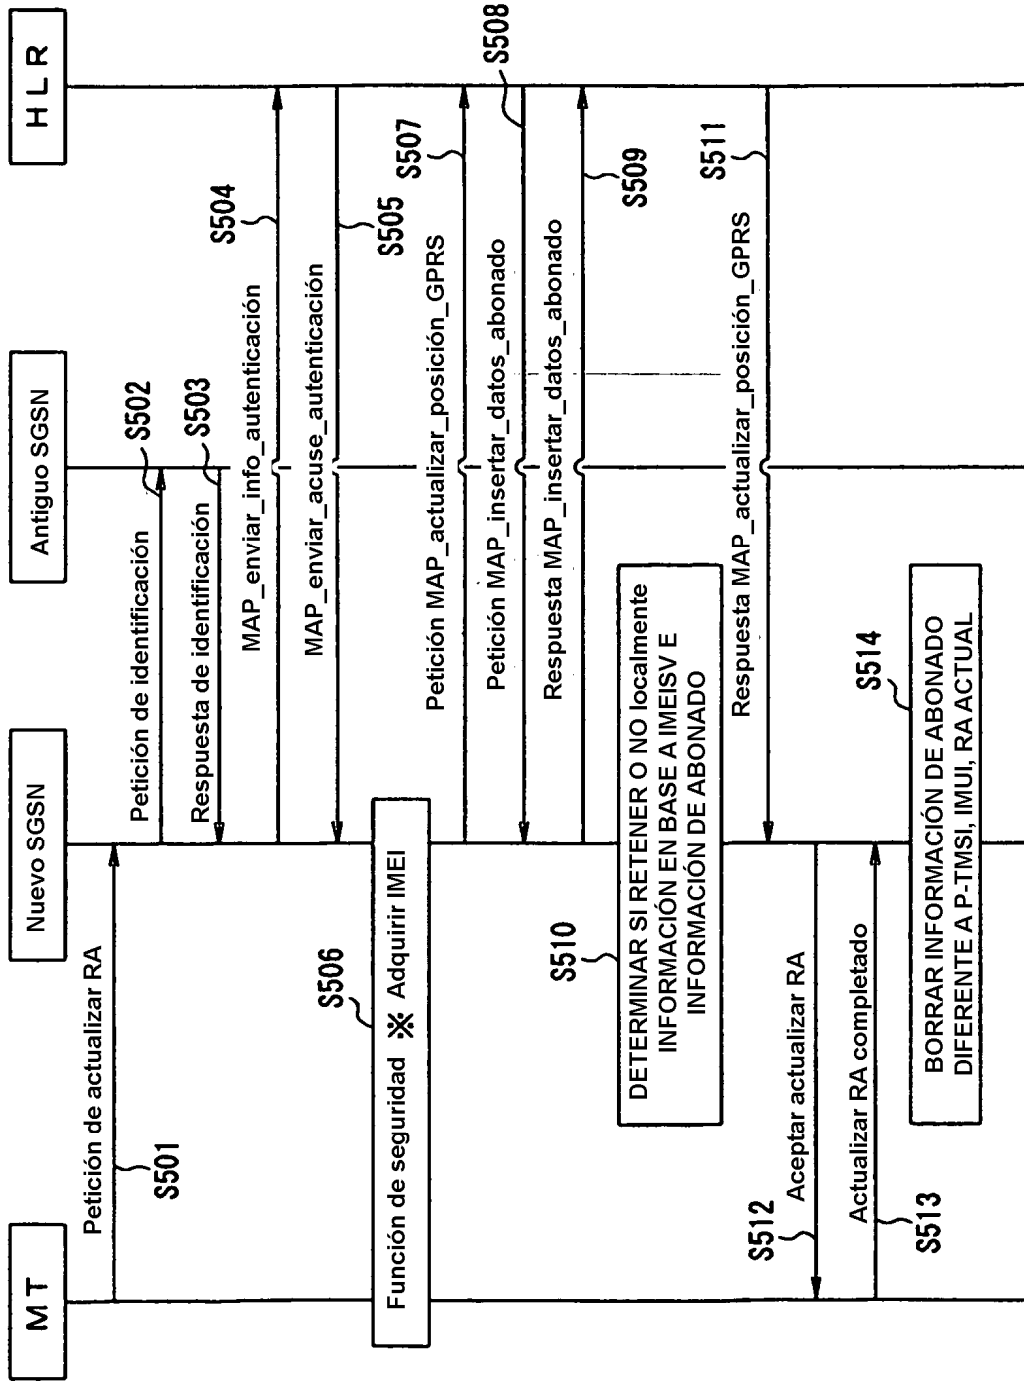 MT
Nuevo SGSN
Antiguo SGSN
HLR
Petición de actualizar RA
S501
Petición de identificación
S502
Respuesta de identificación
S503
MAP_enviar_info_autenticación
S504
MAP_enviar_acuse_autenticación
S505
S506
Función de seguridad ※ Adquirir IMEI
Petición MAP_actualizar_posición_GPRS
S507
Petición MAP_insertar_datos_abonado
S508
Respuesta MAP_insertar_datos_abonado
S509
S510
DETERMINAR SI RETENER O NO localmente
INFORMACIÓN EN BASE A IMEISV E
INFORMACIÓN DE ABONADO
Respuesta MAP_actualizar_posición_GPRS
S511
Aceptar actualizar RA
S512
Actualizar RA completado
S513
S514
BORRAR INFORMACIÓN DE ABONADO
DIFERENTE A P-TMSI, IMUI, RA ACTUAL